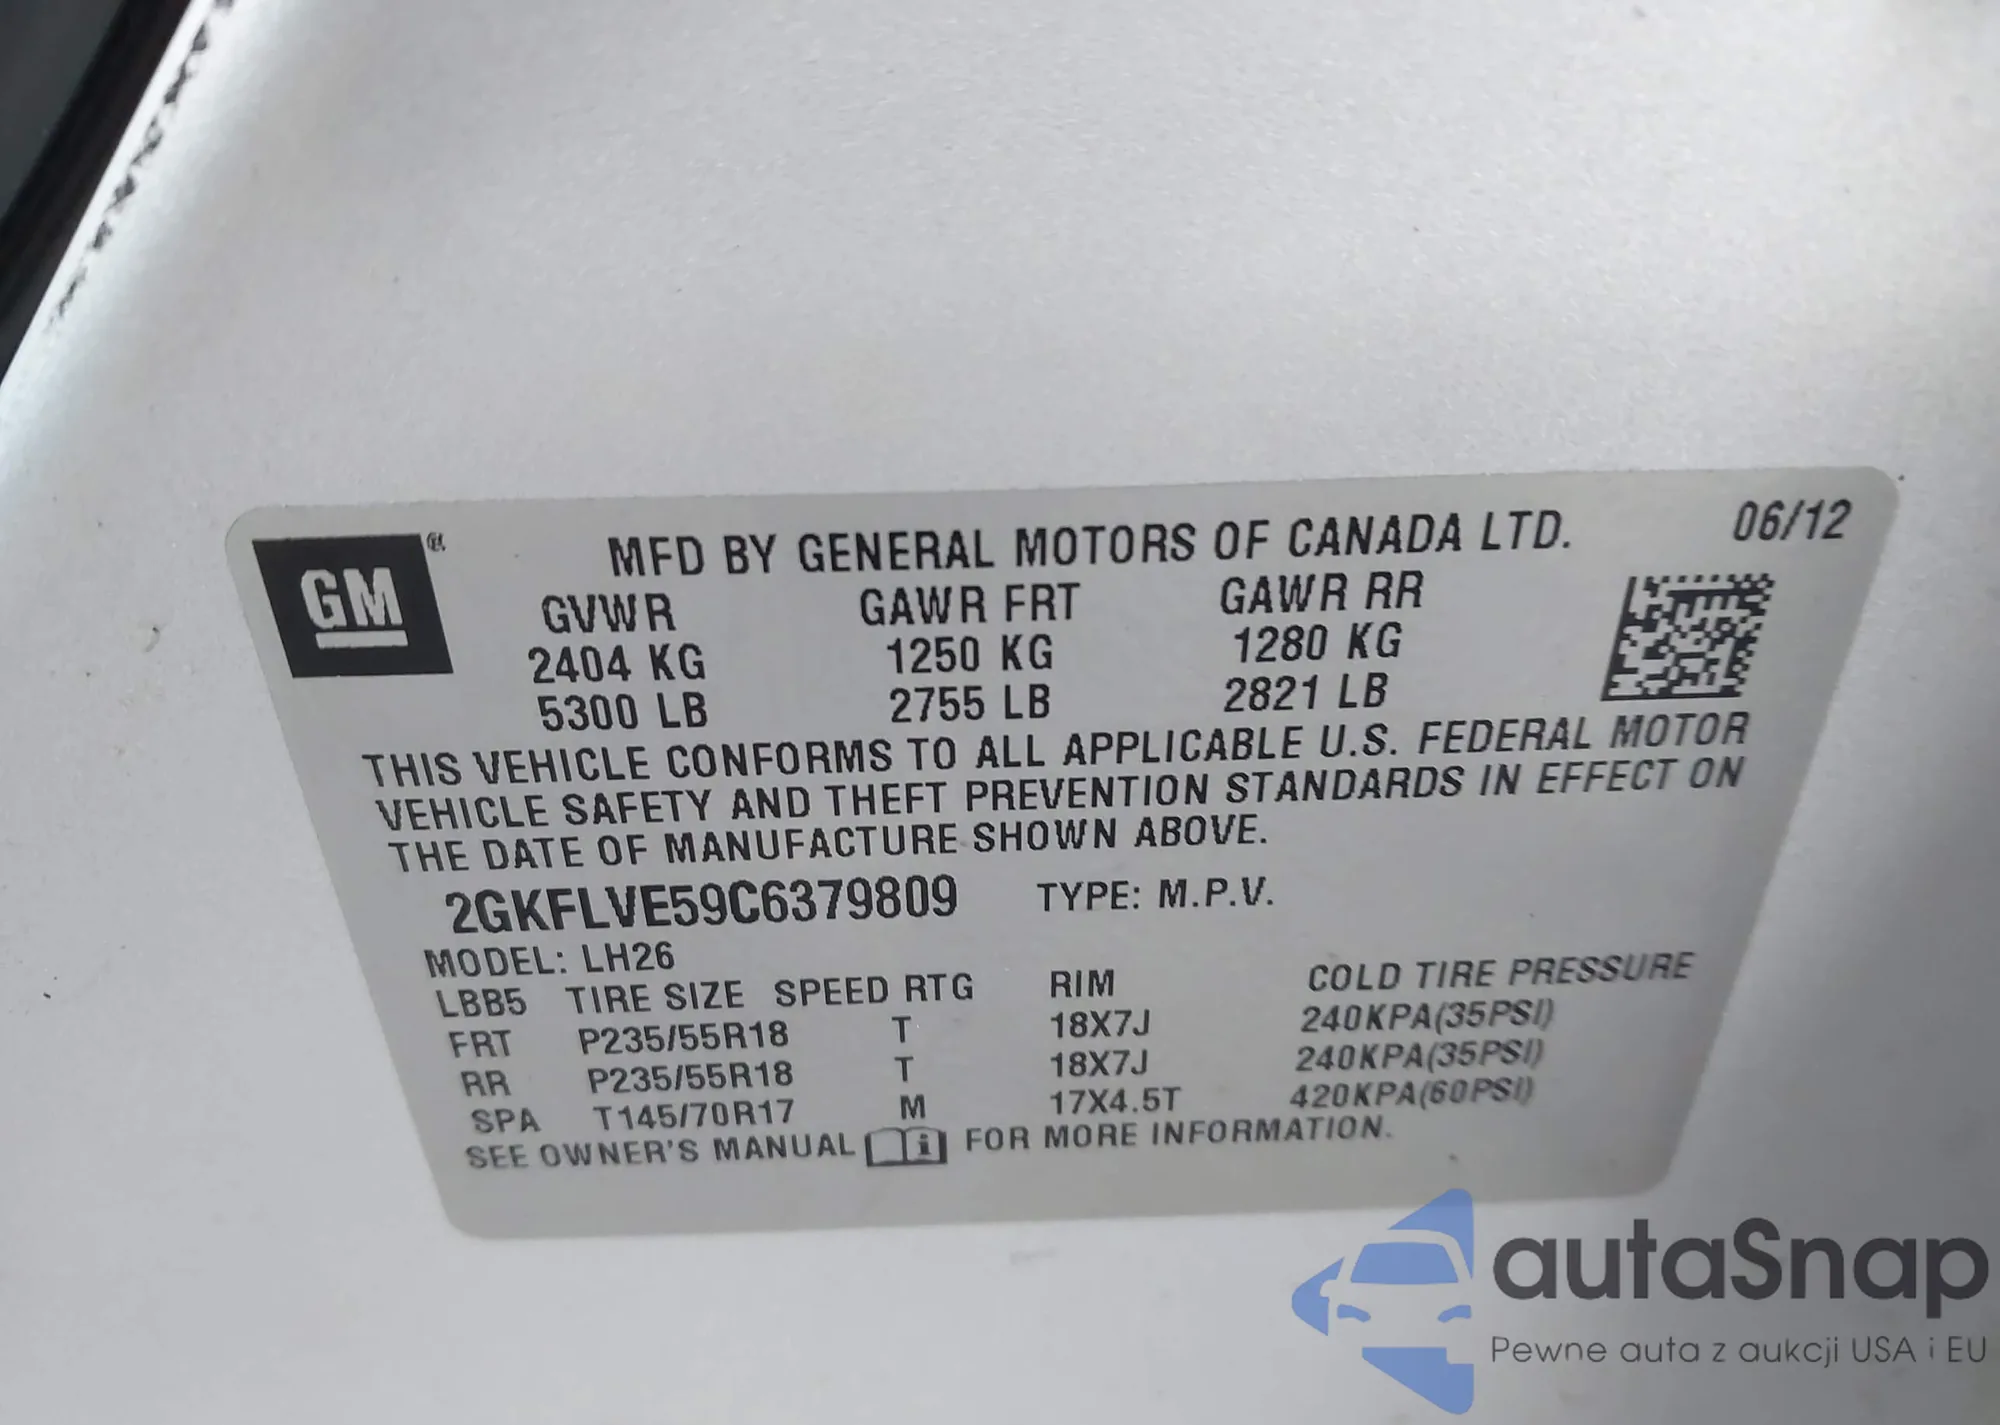 GM ®
MFD BY GENERAL MOTORS OF CANADA LTD. 06/12
GVWR GAWR FRT GAWR RR
2404 KG 1250 KG 1280 KG
5300 LB 2755 LB 2821 LB
THIS VEHICLE CONFORMS TO ALL APPLICABLE U.S. FEDERAL MOTOR
VEHICLE SAFETY AND THEFT PREVENTION STANDARDS IN EFFECT ON
THE DATE OF MANUFACTURE SHOWN ABOVE.
2GKFLVE59C6379809 TYPE: M.P.V.
MODEL: LH26
LBB5 TIRE SIZE SPEED RTG RIM COLD TIRE PRESSURE
FRT P235/55R18 T 18X7J 240KPA(35PSI)
RR P235/55R18 T 18X7J 240KPA(35PSI)
SPA T145/70R17 M 17X4.5T 420KPA(60PSI)
SEE OWNER'S MANUAL i FOR MORE INFORMATION.
autaSnap
Pewne auta z aukcji USA i EU